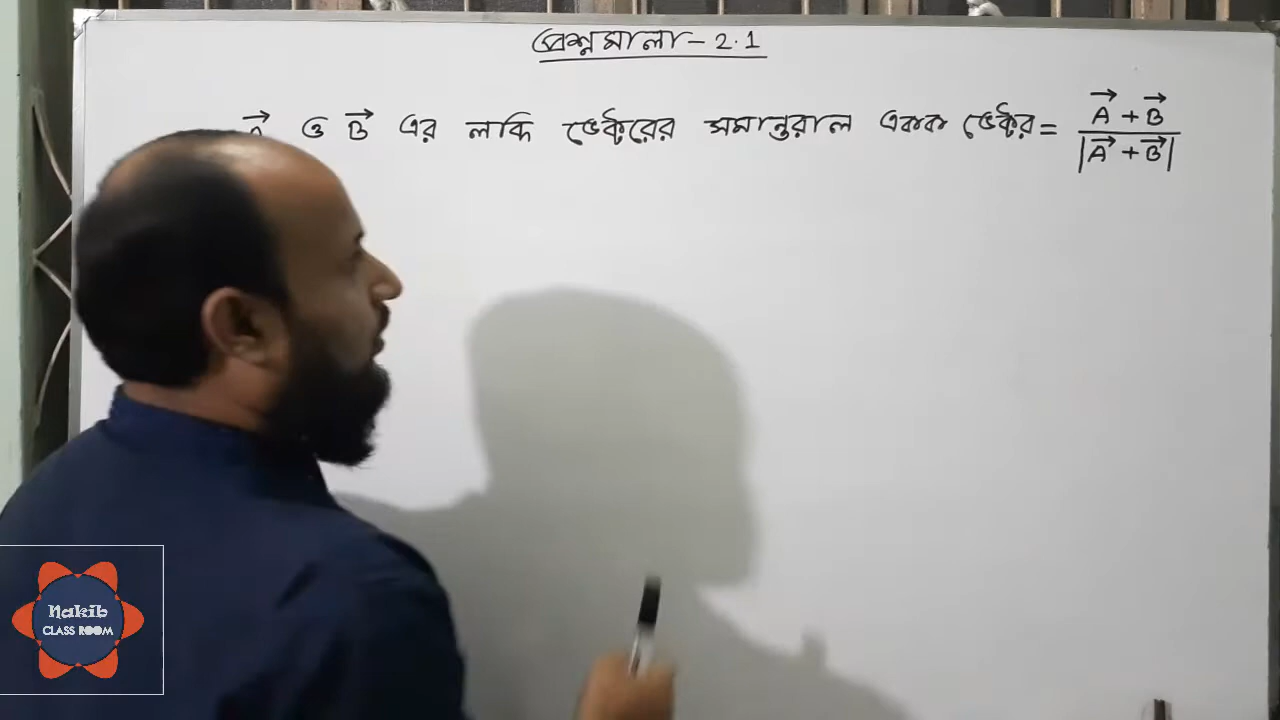 প্রশ্নমালা - 2.1
ও B⃗ এর লব্ধি ভেক্টরের সমান্তরাল একক ভেক্টর = (A⃗ + B⃗) / |A⃗ + B⃗|
Nakib
CLASS ROOM